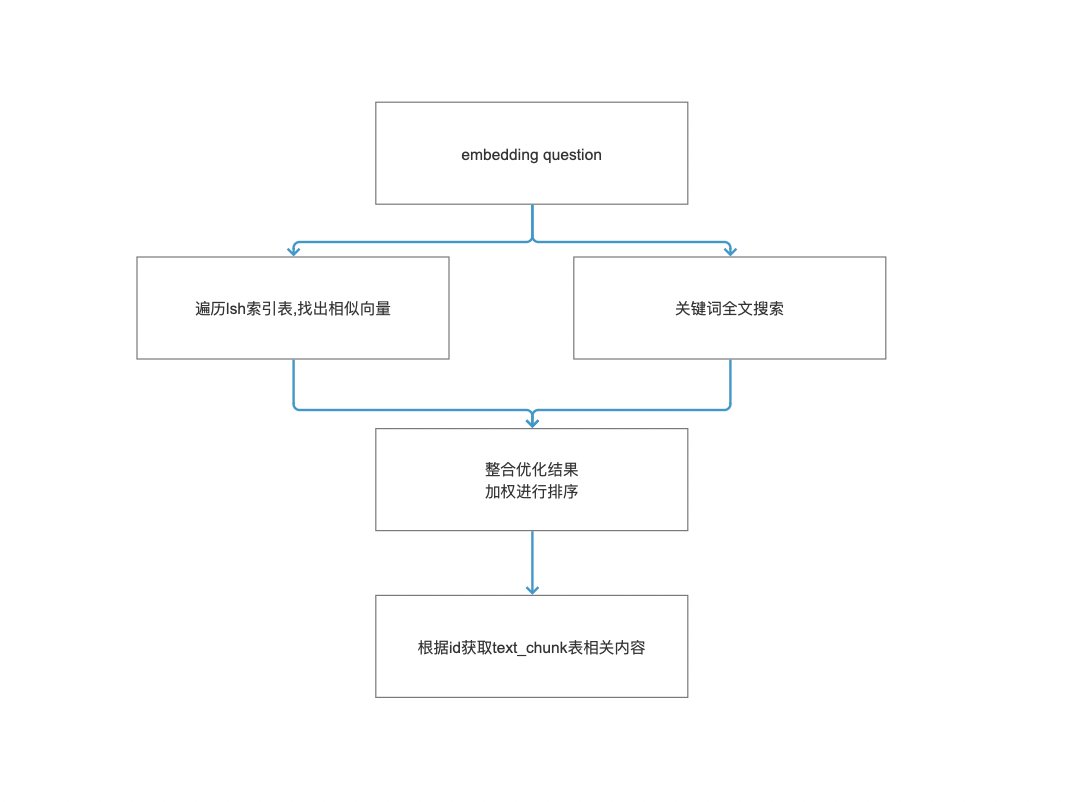 embedding question
遍历lsh索引表,找出相似向量
关键词全文搜索
整合优化结果
加权进行排序
根据id获取text_chunk表相关内容